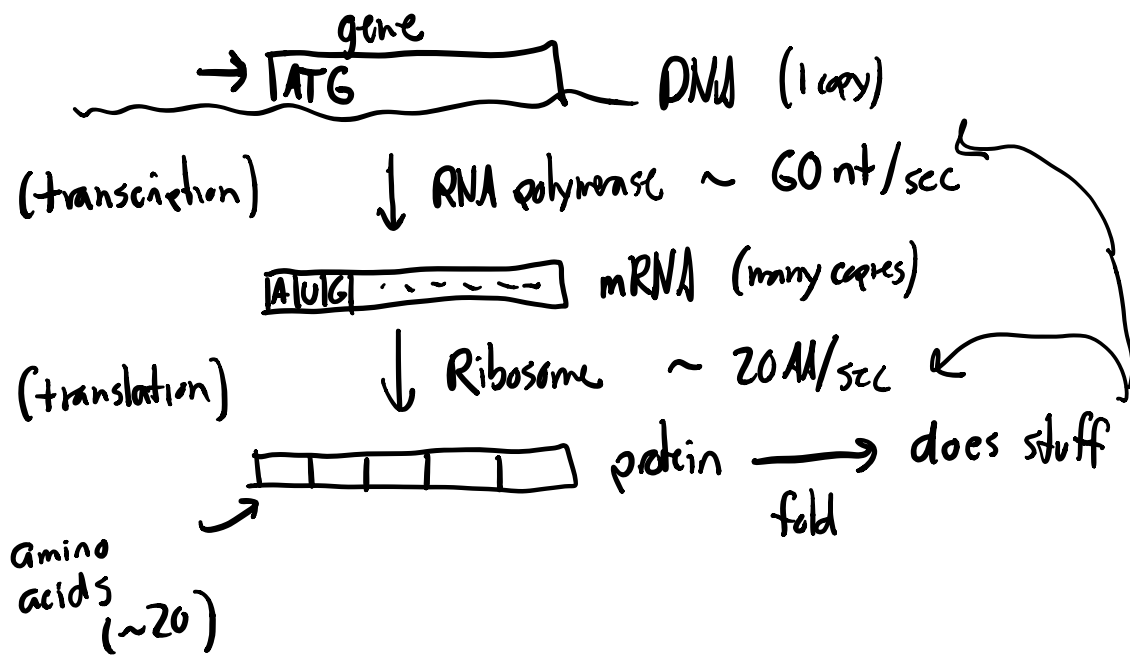 gene
ATG DNA (1 copy)
(transcription) RNA polymerase ~ 60 nt/sec
A U G mRNA (many copies)
(translation) Ribosome ~ 20 AA/sec
protein does stuff
fold
amino
acids
(~20)